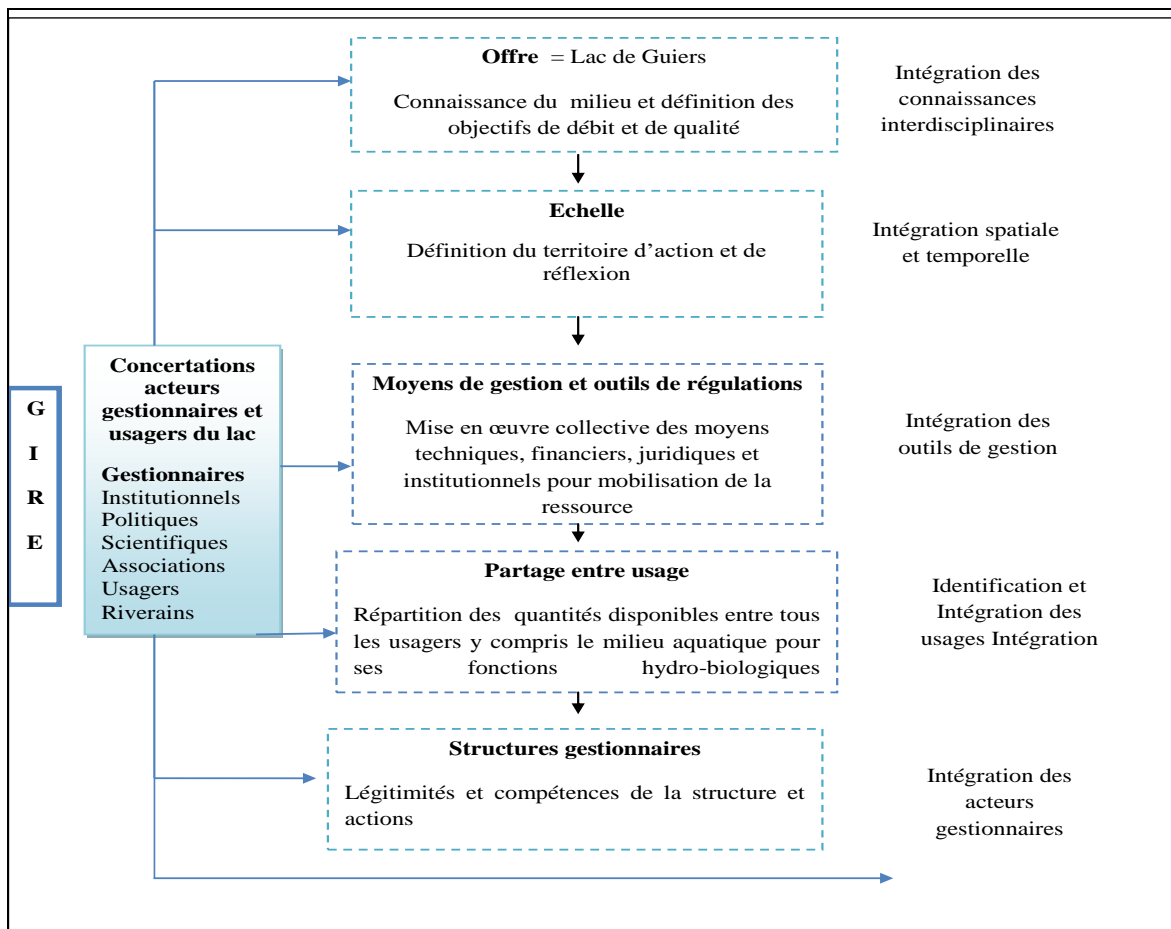 Offre = Lac de Guiers
Connaissance du milieu et définition des
objectifs de débit et de qualité
Intégration des
connaissances
interdisciplinaires
Echelle
Définition du territoire d’action et de
réflexion
Intégration spatiale
et temporelle
G
I
R
E
Concertations
acteurs
gestionnaires et
usagers du lac
Gestionnaires
Institutionnels
Politiques
Scientifiques
Associations
Usagers
Riverains
Moyens de gestion et outils de régulations
Mise en œuvre collective des moyens
techniques, financiers, juridiques et
institutionnels pour mobilisation de la
ressource
Intégration des
outils de gestion
Partage entre usage
Répartition des quantités disponibles entre tous
les usagers y compris le milieu aquatique pour
ses fonctions hydro-biologiques
Identification et
Intégration des
usages Intégration
Structures gestionnaires
Légitimités et compétences de la structure et
actions
Intégration des
acteurs
gestionnaires